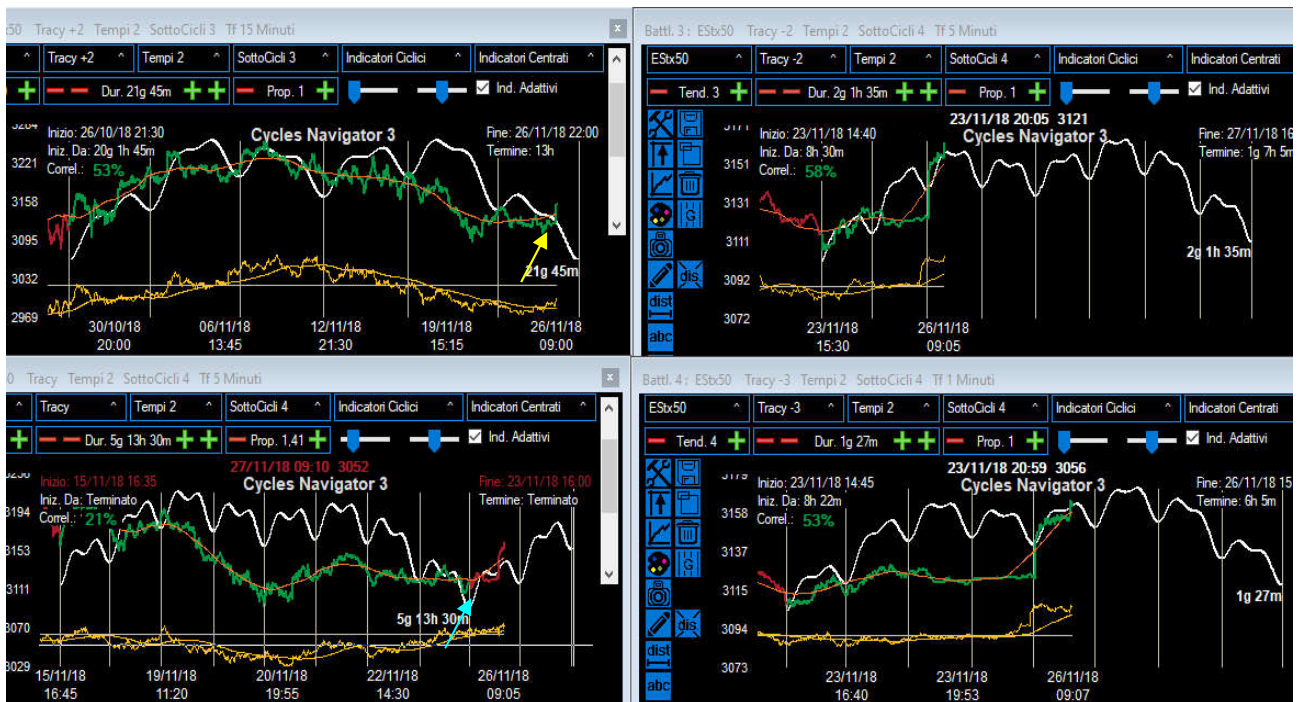 x50 Tracy +2 Tempi 2 SottoCicli 3 Tf 15 Minuti x
^ Tracy +2 ^ Tempi 2 ^ SottoCicli 3 ^ Indicatori Ciclici ^ Indicatori Centrati ^
Dur. 21g 45m Prop. 1 Ind. Adattivi
Inizio: 26/10/18 21:30 Cycles Navigator 3 Fine: 26/11/18 22:00
Iniz. Da: 20g 1h 45m Termine: 13h
Correl.: 53%
3284
3221
3158
3095
3032
2969
21g 45m
30/10/18 06/11/18 12/11/18 19/11/18 26/11/18
20:00 13:45 21:30 15:15 09:00
Battl. 3 : EStx50 Tracy -2 Tempi 2 SottoCicli 4 Tf 5 Minuti
EStx50 ^ Tracy -2 ^ Tempi 2 ^ SottoCicli 4 ^ Indicatori Ciclici ^ Indicatori Centrati
Tend. 3 Dur. 2g 1h 35m Prop. 1 Ind. Adattivi
23/11/18 20:05 3121
Inizio: 23/11/18 14:40 Cycles Navigator 3 Fine: 27/11/18 16
Iniz. Da: 8h 30m Termine: 1g 7h 5m
Correl.: 58%
3171
3151
3131
3111
3092
3072
G
dis
dist
abc
2g 1h 35m
23/11/18 26/11/18
15:30 09:05
0 Tracy Tempi 2 SottoCicli 4 Tf 5 Minuti x
^ Tracy ^ Tempi 2 ^ SottoCicli 4 ^ Indicatori Ciclici ^ Indicatori Centrati ^
Dur. 5g 13h 30m Prop. 1,41 Ind. Adattivi
27/11/18 09:10 3052
Inizio: 15/11/18 16:35 Cycles Navigator 3 Fine: 23/11/18 16:00
Iniz. Da: Terminato Termine: Terminato
Correl.: 21%
3194
3153
3111
3070
3029
5g 13h 30m
15/11/18 19/11/18 20/11/18 22/11/18 26/11/18
16:45 11:20 19:55 14:30 09:05
Battl. 4 : EStx50 Tracy -3 Tempi 2 SottoCicli 4 Tf 1 Minuti
EStx50 ^ Tracy -3 ^ Tempi 2 ^ SottoCicli 4 ^ Indicatori Ciclici ^ Indicatori Centrati
Tend. 4 Dur. 1g 27m Prop. 1 Ind. Adattivi
23/11/18 20:59 3056
Inizio: 23/11/18 14:45 Cycles Navigator 3 Fine: 26/11/18 15
Iniz. Da: 8h 22m Termine: 6h 5m
Correl.: 53%
3179
3158
3137
3115
3094
3073
G
dis
dist
abc
1g 27m
23/11/18 23/11/18 26/11/18
16:40 19:53 09:07